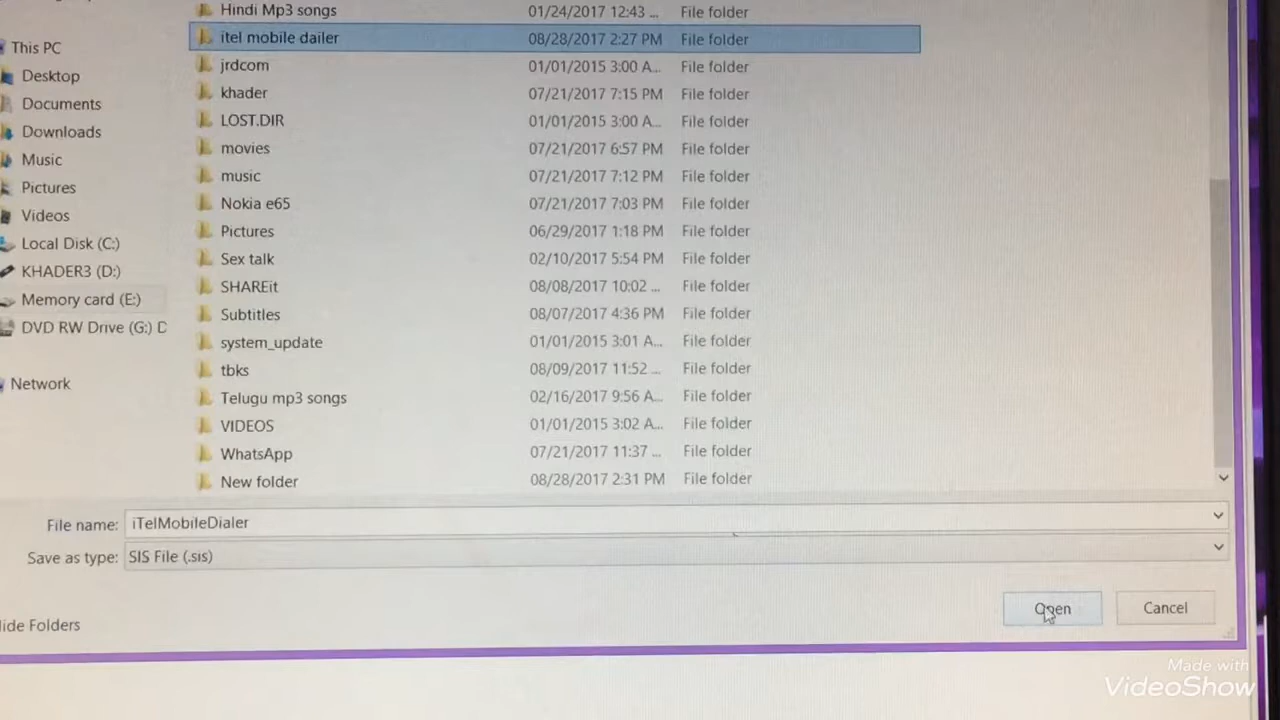 Hindi Mp3 songs 01/24/2017 12:43 ... File folder
itel mobile dailer 08/28/2017 2:27 PM File folder
This PC
jrdcom 01/01/2015 3:00 A... File folder
Desktop
khader 07/21/2017 7:15 PM File folder
Documents
LOST.DIR 01/01/2015 3:00 A... File folder
Downloads
movies 07/21/2017 6:57 PM File folder
Music
music 07/21/2017 7:12 PM File folder
Pictures
Nokia e65 07/21/2017 7:03 PM File folder
Videos
Pictures 06/29/2017 1:18 PM File folder
Local Disk (C:)
Sex talk 02/10/2017 5:54 PM File folder
KHADER3 (D:)
SHAREit 08/08/2017 10:02 ... File folder
Memory card (E:)
Subtitles 08/07/2017 4:36 PM File folder
DVD RW Drive (G:) D
system_update 01/01/2015 3:01 A... File folder
tbks 08/09/2017 11:52 ... File folder
Network
Telugu mp3 songs 02/16/2017 9:56 A... File folder
VIDEOS 01/01/2015 3:02 A... File folder
WhatsApp 07/21/2017 11:37 ... File folder
New folder 08/28/2017 2:31 PM File folder
File name: iTelMobileDialer
Save as type: SIS File (.sis)
Open Cancel
ide Folders
Made with
VideoShow